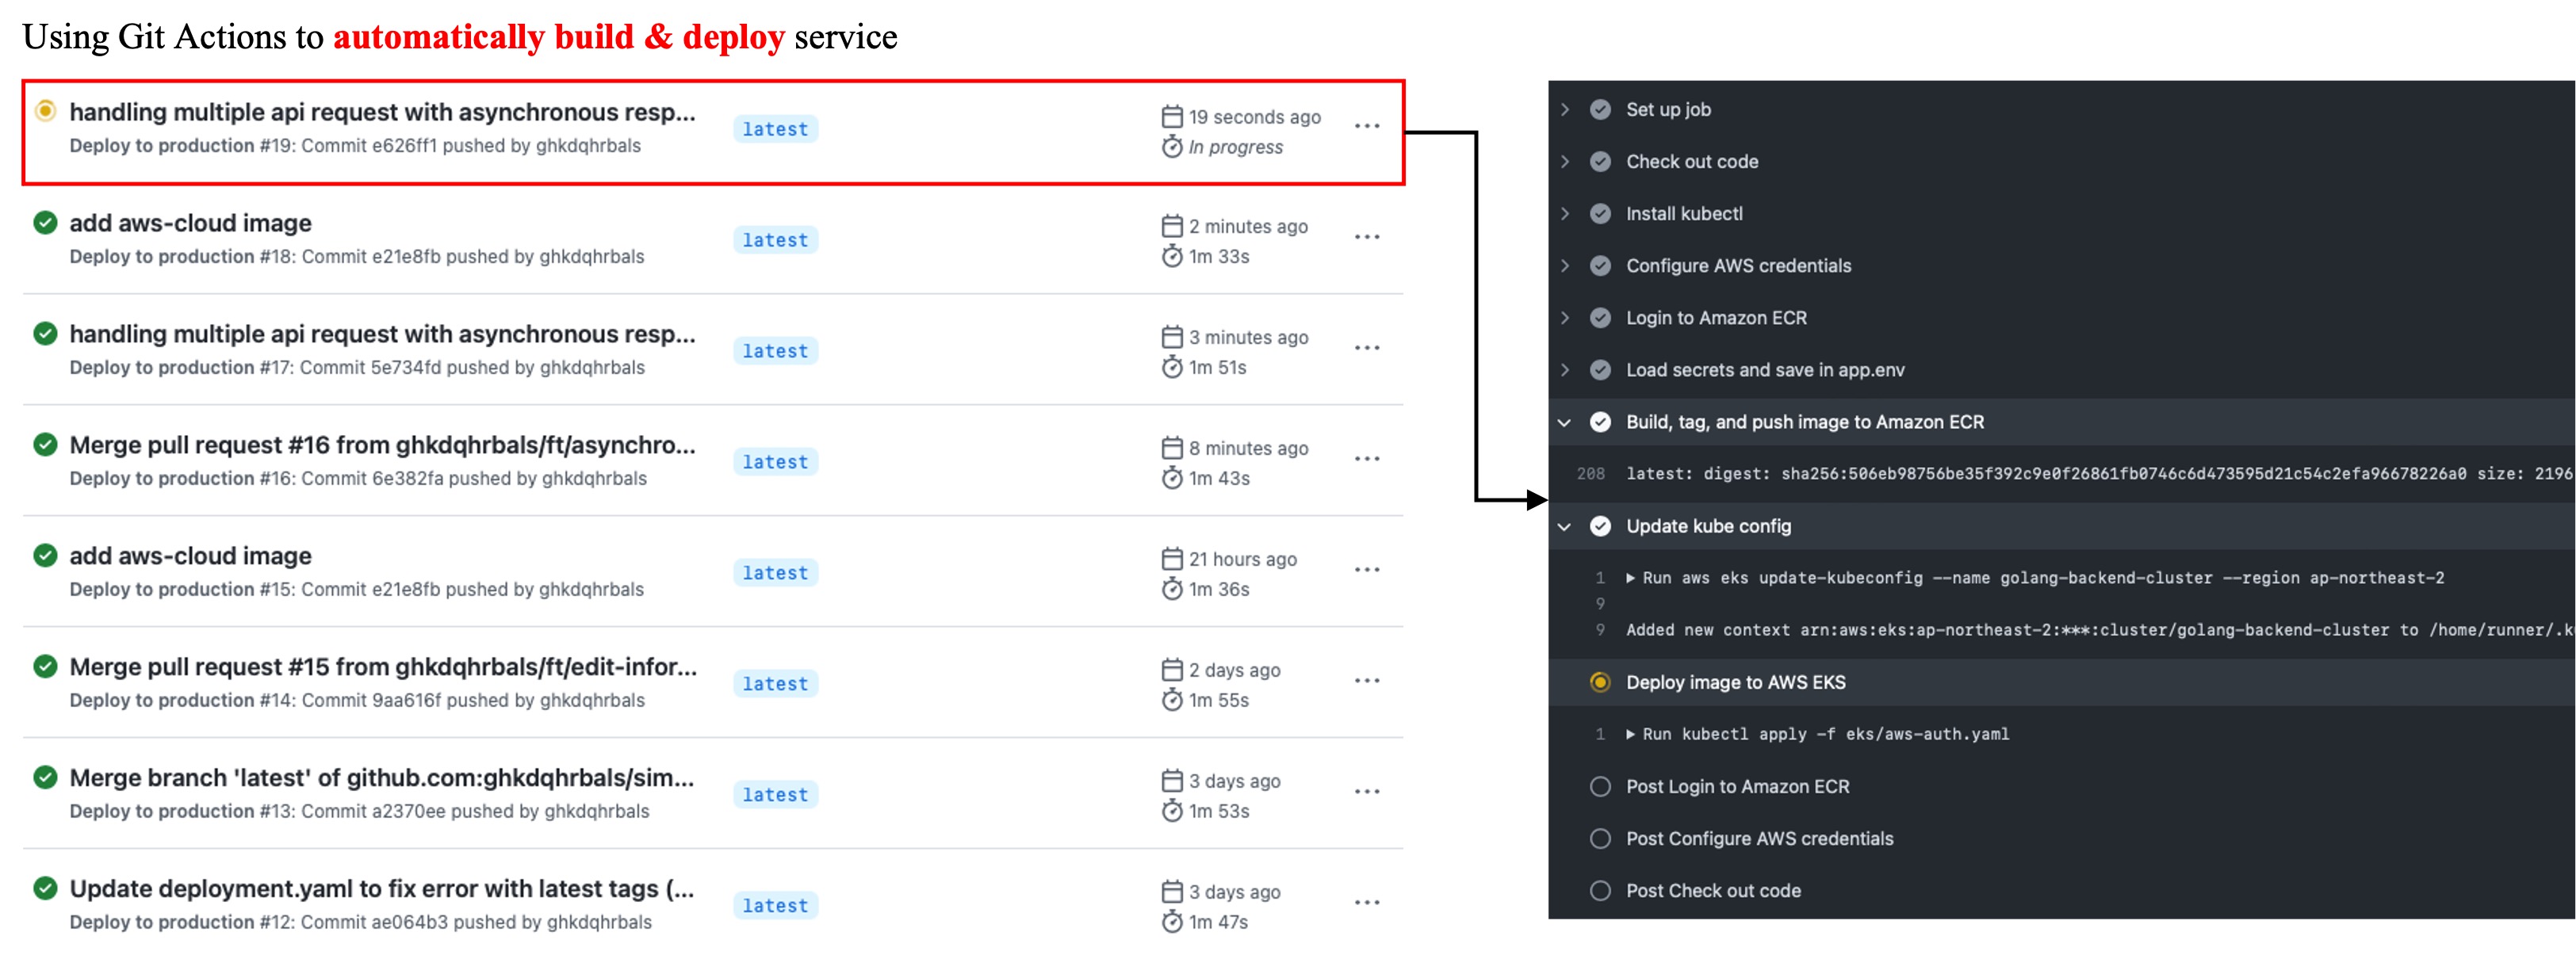 Using Git Actions to automatically build & deploy service
handling multiple api request with asynchronous resp...
Deploy to production #19: Commit e626ff1 pushed by ghkdqhrbals
latest
19 seconds ago
In progress
add aws-cloud image
Deploy to production #18: Commit e21e8fb pushed by ghkdqhrbals
latest
2 minutes ago
1m 33s
handling multiple api request with asynchronous resp...
Deploy to production #17: Commit 5e734fd pushed by ghkdqhrbals
latest
3 minutes ago
1m 51s
Merge pull request #16 from ghkdqhrbals/ft/asynchro...
Deploy to production #16: Commit 6e382fa pushed by ghkdqhrbals
latest
8 minutes ago
1m 43s
add aws-cloud image
Deploy to production #15: Commit e21e8fb pushed by ghkdqhrbals
latest
21 hours ago
1m 36s
Merge pull request #15 from ghkdqhrbals/ft/edit-infor...
Deploy to production #14: Commit 9aa616f pushed by ghkdqhrbals
latest
2 days ago
1m 55s
Merge branch 'latest' of github.com:ghkdqhrbals/sim...
Deploy to production #13: Commit a2370ee pushed by ghkdqhrbals
latest
3 days ago
1m 53s
Update deployment.yaml to fix error with latest tags (...
Deploy to production #12: Commit ae064b3 pushed by ghkdqhrbals
latest
3 days ago
1m 47s
Set up job
Check out code
Install kubectl
Configure AWS credentials
Login to Amazon ECR
Load secrets and save in app.env
Build, tag, and push image to Amazon ECR
208 latest: digest: sha256:506eb98756be35f392c9e0f26861fb0746c6d473595d21c54c2efa96678226a0 size: 2196
Update kube config
1 Run aws eks update-kubeconfig --name golang-backend-cluster --region ap-northeast-2
9
9 Added new context arn:aws:eks:ap-northeast-2:***:cluster/golang-backend-cluster to /home/runner/.k
Deploy image to AWS EKS
1 Run kubectl apply -f eks/aws-auth.yaml
Post Login to Amazon ECR
Post Configure AWS credentials
Post Check out code